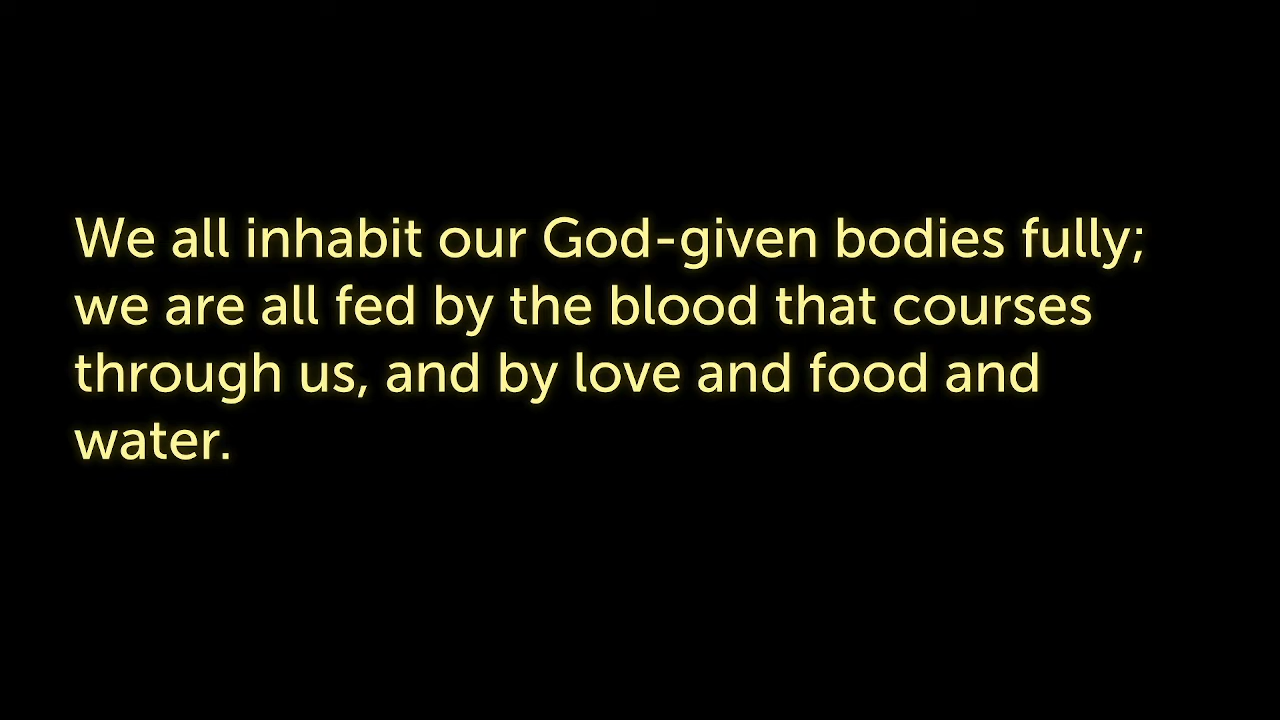 We all inhabit our God-given bodies fully;
we are all fed by the blood that courses
through us, and by love and food and
water.